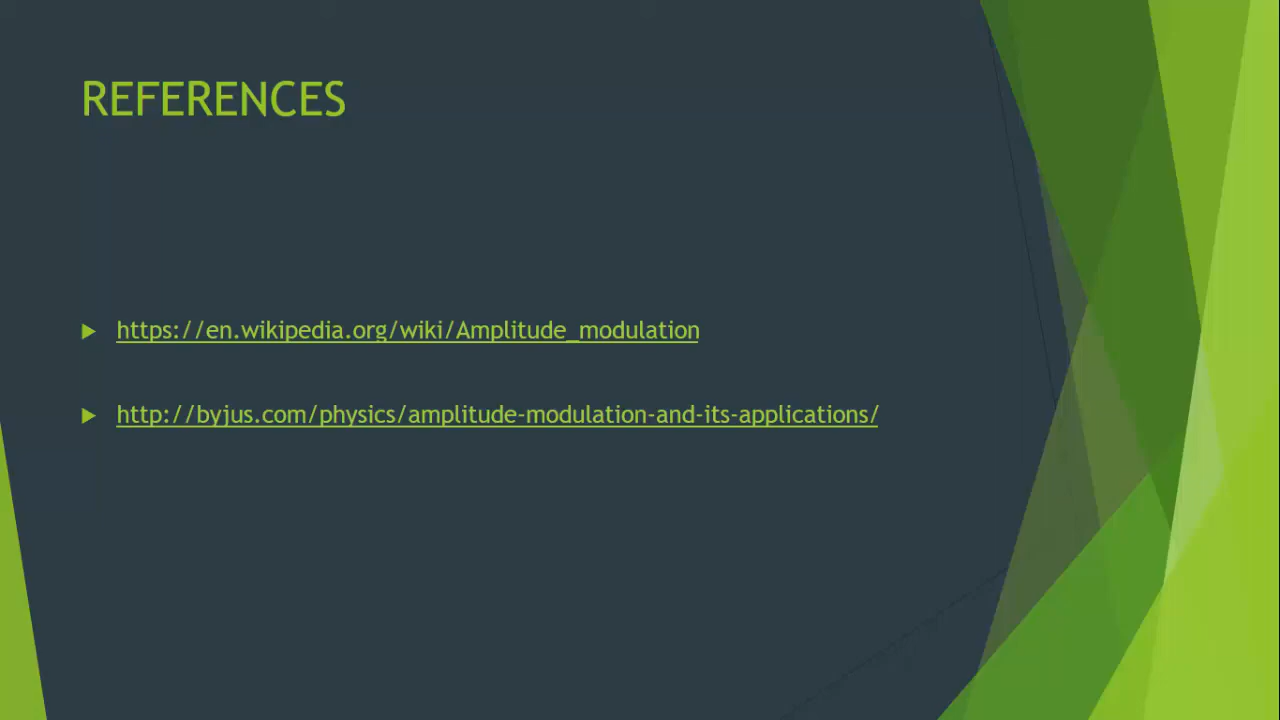 REFERENCES
https://en.wikipedia.org/wiki/Amplitude_modulation
http://byjus.com/physics/amplitude-modulation-and-its-applications/